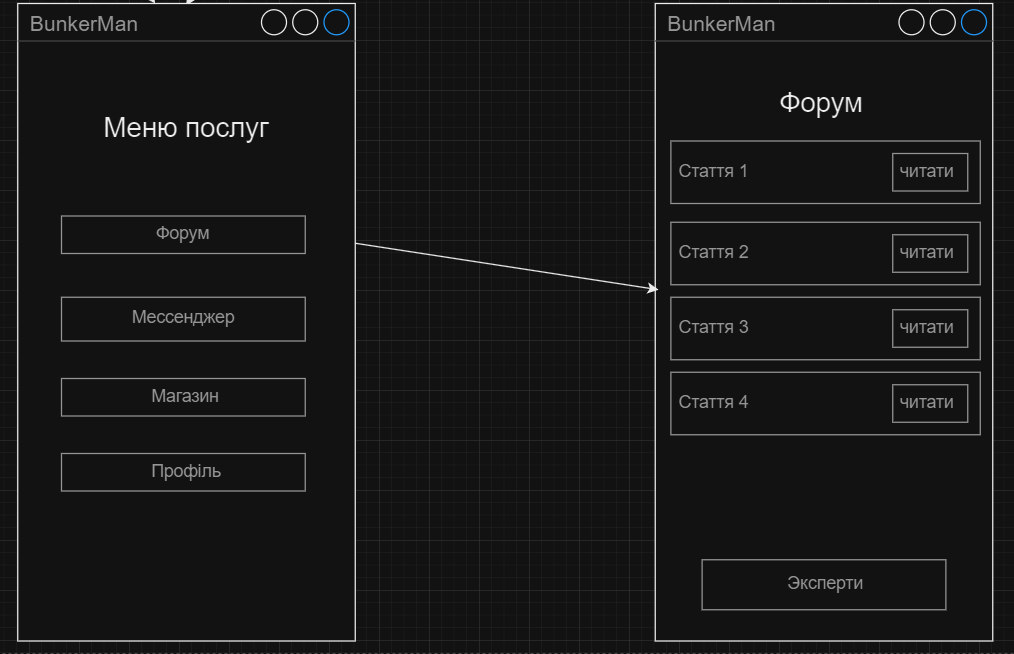 BunkerMan
Меню послуг
Форум
Мессенджер
Магазин
Профіль
BunkerMan
Форум
Стаття 1 читати
Стаття 2 читати
Стаття 3 читати
Стаття 4 читати
Эксперти